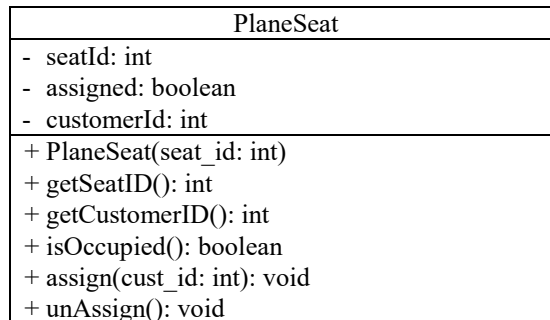 PlaneSeat
- seatId: int
- assigned: boolean
- customerId: int
+ PlaneSeat(seat_id: int)
+ getSeatID(): int
+ getCustomerID(): int
+ isOccupied(): boolean
+ assign(cust_id: int): void
+ unAssign(): void